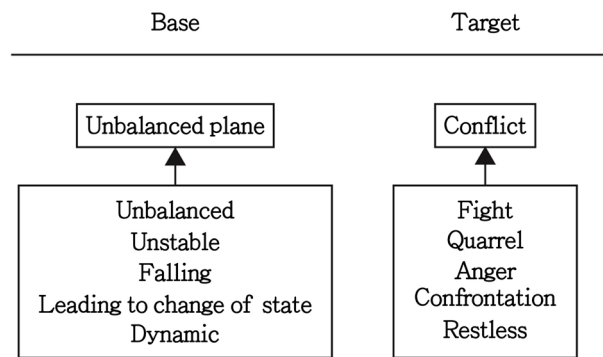 Base
Target
Unbalanced plane
Conflict
Unbalanced
Unstable
Falling
Leading to change of state
Dynamic
Fight
Quarrel
Anger
Confrontation
Restless